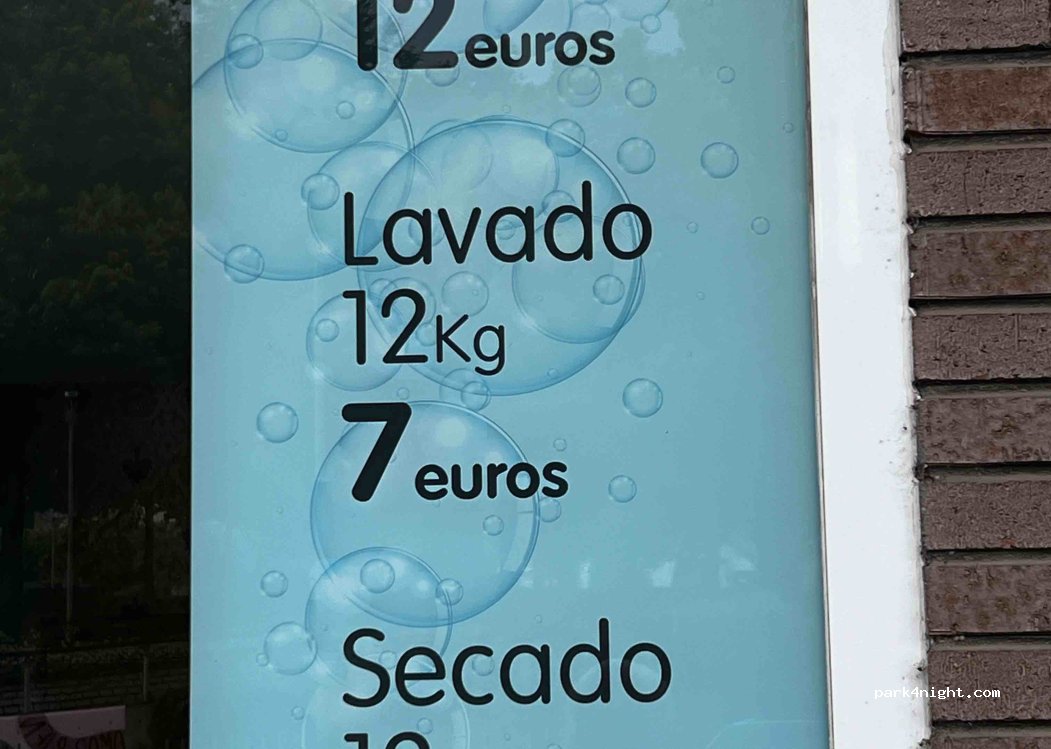 12 euros
Lavado
12Kg
7 euros
Secado
park4night.com